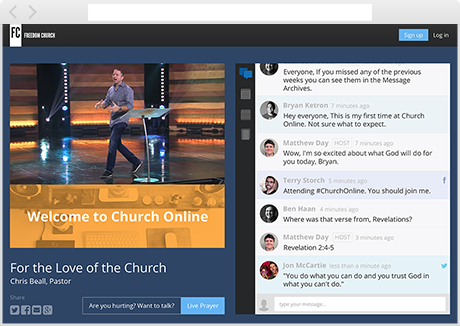 FC FREEDOM CHURCH
Sign up
Log in
Welcome to Church Online
For the Love of the Church
Chris Beall, Pastor
Share
Are you hurting? Want to talk?
Live Prayer
Everyone, If you missed any of the previous
weeks you can see them in the Message
Archives.
Bryan Ketron 7 minutes ago
Hey everyone, This is my first time at Church
Online. Not sure what to expect.
Matthew Day HOST 7 minutes ago
Wow, I'm so excited about what God will do for
you today, Bryan.
Terry Storch 5 minutes ago
Attending #ChurchOnline. You should join me.
Ben Haan 4 minutes ago
Where was that verse from, Revelations?
Matthew Day HOST 3 minutes ago
Revelation 2:4-5
Jon McCartie less than a minute ago
"You do what you can do and you trust God in
what you can't do."
type your message...